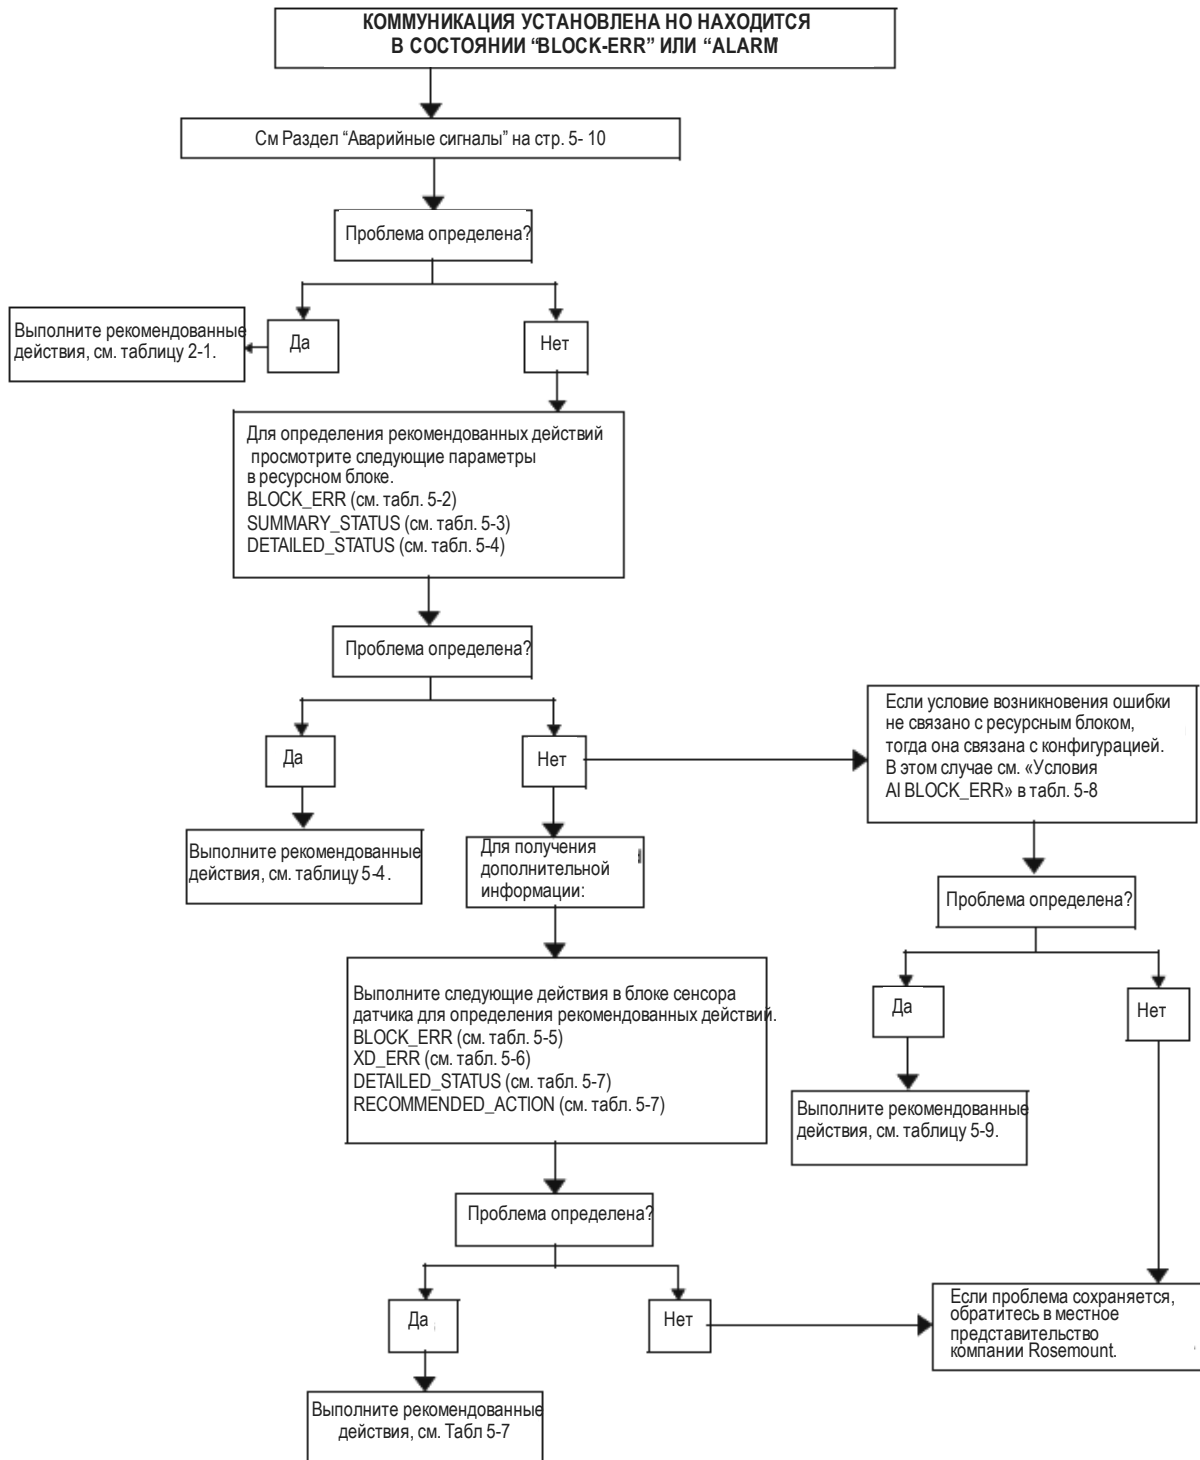 КОММУНИКАЦИЯ УСТАНОВЛЕНА НО НАХОДИТСЯ
В СОСТОЯНИИ “BLOCK-ERR” ИЛИ “ALARM
См Раздел “Аварийные сигналы” на стр. 5- 10
Проблема определена?
Выполните рекомендованные
действия, см. таблицу 2-1.
Да
Нет
Для определения рекомендованных действий
просмотрите следующие параметры
в ресурсном блоке.
BLOCK_ERR (см. табл. 5-2)
SUMMARY_STATUS (см. табл. 5-3)
DETAILED_STATUS (см. табл. 5-4)
Проблема определена?
Да
Нет
Если условие возникновения ошибки
не связано с ресурсным блоком,
тогда она связана с конфигурацией.
В этом случае см. «Условия
AI BLOCK_ERR» в табл. 5-8
Выполните рекомендованные
действия, см. таблицу 5-4.
Для получения
дополнительной
информации:
Проблема определена?
Выполните следующие действия в блоке сенсора
датчика для определения рекомендованных действий.
BLOCK_ERR (см. табл. 5-5)
XD_ERR (см. табл. 5-6)
DETAILED_STATUS (см. табл. 5-7)
RECOMMENDED_ACTION (см. табл. 5-7)
Да
Нет
Выполните рекомендованные
действия, см. таблицу 5-9.
Проблема определена?
Да
Нет
Если проблема сохраняется,
обратитесь в местное
представительство
компании Rosemount.
Выполните рекомендованные
действия, см. Табл 5-7